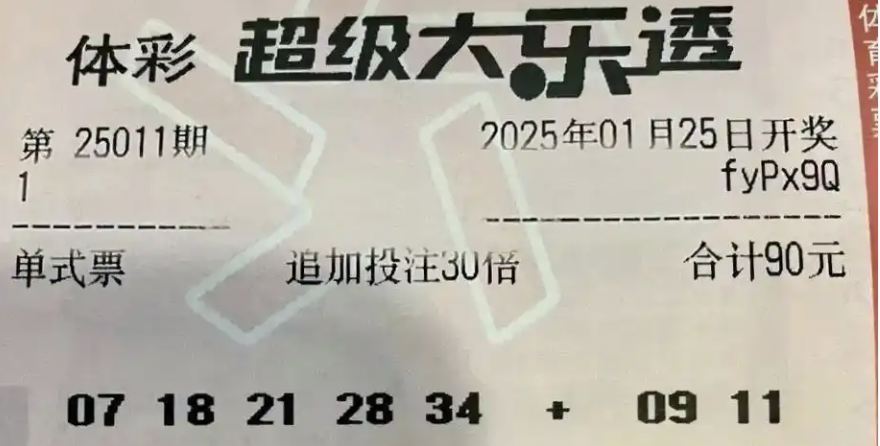 体彩 超级大乐透
第 25011期 2025年01月25日开奖
1 fyPx9Q
单式票 追加投注30倍 合计90元
07 18 21 28 34 + 09 11
体育彩票